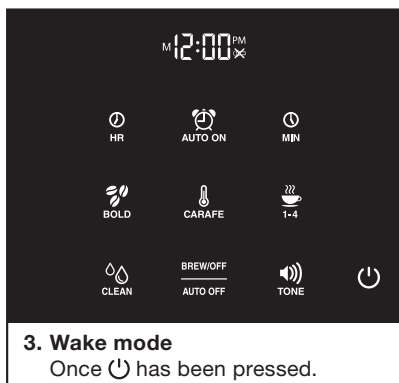 M 12:00 PM
HR AUTO ON MIN
BOLD CARAFE 1-4
BREW/OFF
CLEAN AUTO OFF TONE
3. Wake mode
Once ⏻ has been pressed.